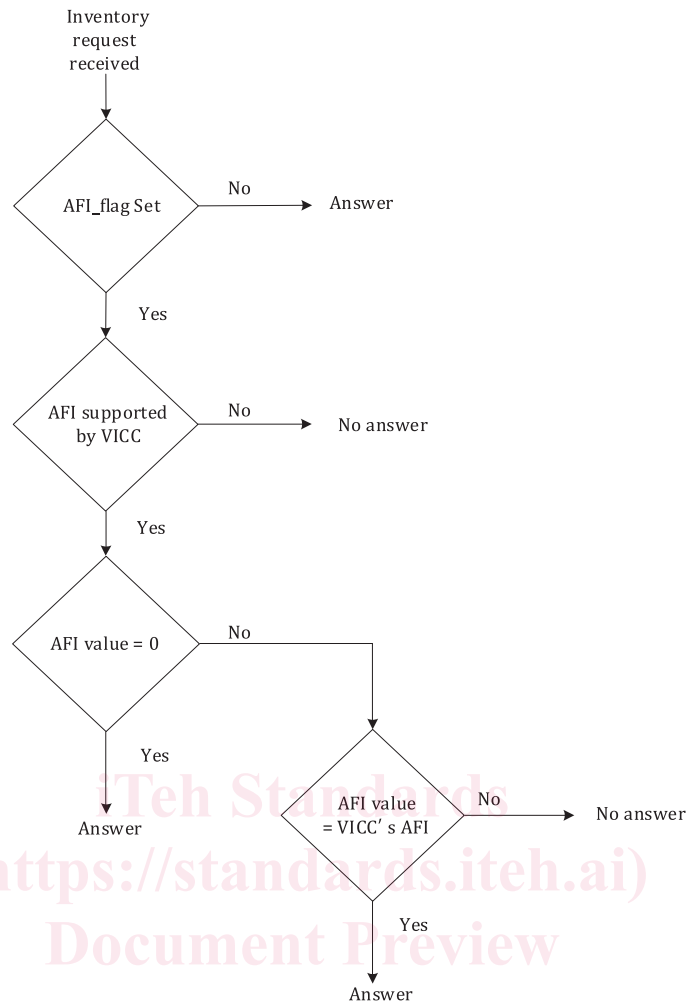 Inventory
request
received
AFI_flag Set
No
Answer
Yes
AFI supported
by VICC
No
No answer
Yes
AFI value = 0
No
Yes
Answer
AFI value
= VICC′ s AFI
No
No answer
Yes
Answer
iTeh Standards
https://standards.iteh.ai)
Document Preview